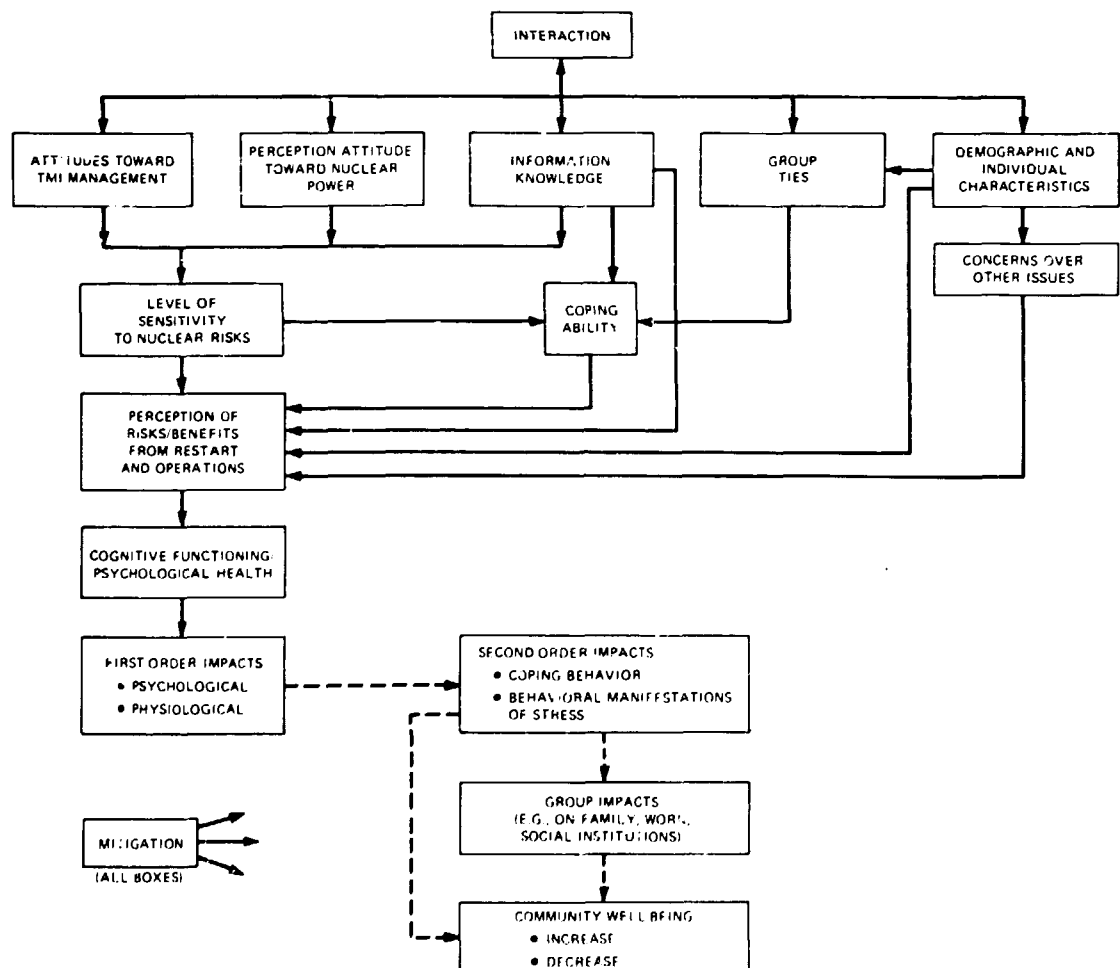 INTERACTION
ATTITUDES TOWARD
TMI MANAGEMENT
PERCEPTION ATTITUDE
TOWARD NUCLEAR
POWER
INFORMATION
KNOWLEDGE
GROUP
TIES
DEMOGRAPHIC AND
INDIVIDUAL
CHARACTERISTICS
CONCERNS OVER
OTHER ISSUES
LEVEL OF
SENSITIVITY
TO NUCLEAR RISKS
COPING
ABILITY
PERCEPTION OF
RISKS/BENEFITS
FROM RESTART
AND OPERATIONS
COGNITIVE FUNCTIONING/
PSYCHOLOGICAL HEALTH
FIRST ORDER IMPACTS
• PSYCHOLOGICAL
• PHYSIOLOGICAL
SECOND ORDER IMPACTS
• COPING BEHAVIOR
• BEHAVIORAL MANIFESTATIONS
OF STRESS
GROUP IMPACTS
(E.G., ON FAMILY, WORK,
SOCIAL INSTITUTIONS)
MITIGATION
(ALL BOXES)
COMMUNITY WELL BEING
• INCREASE
• DECREASE